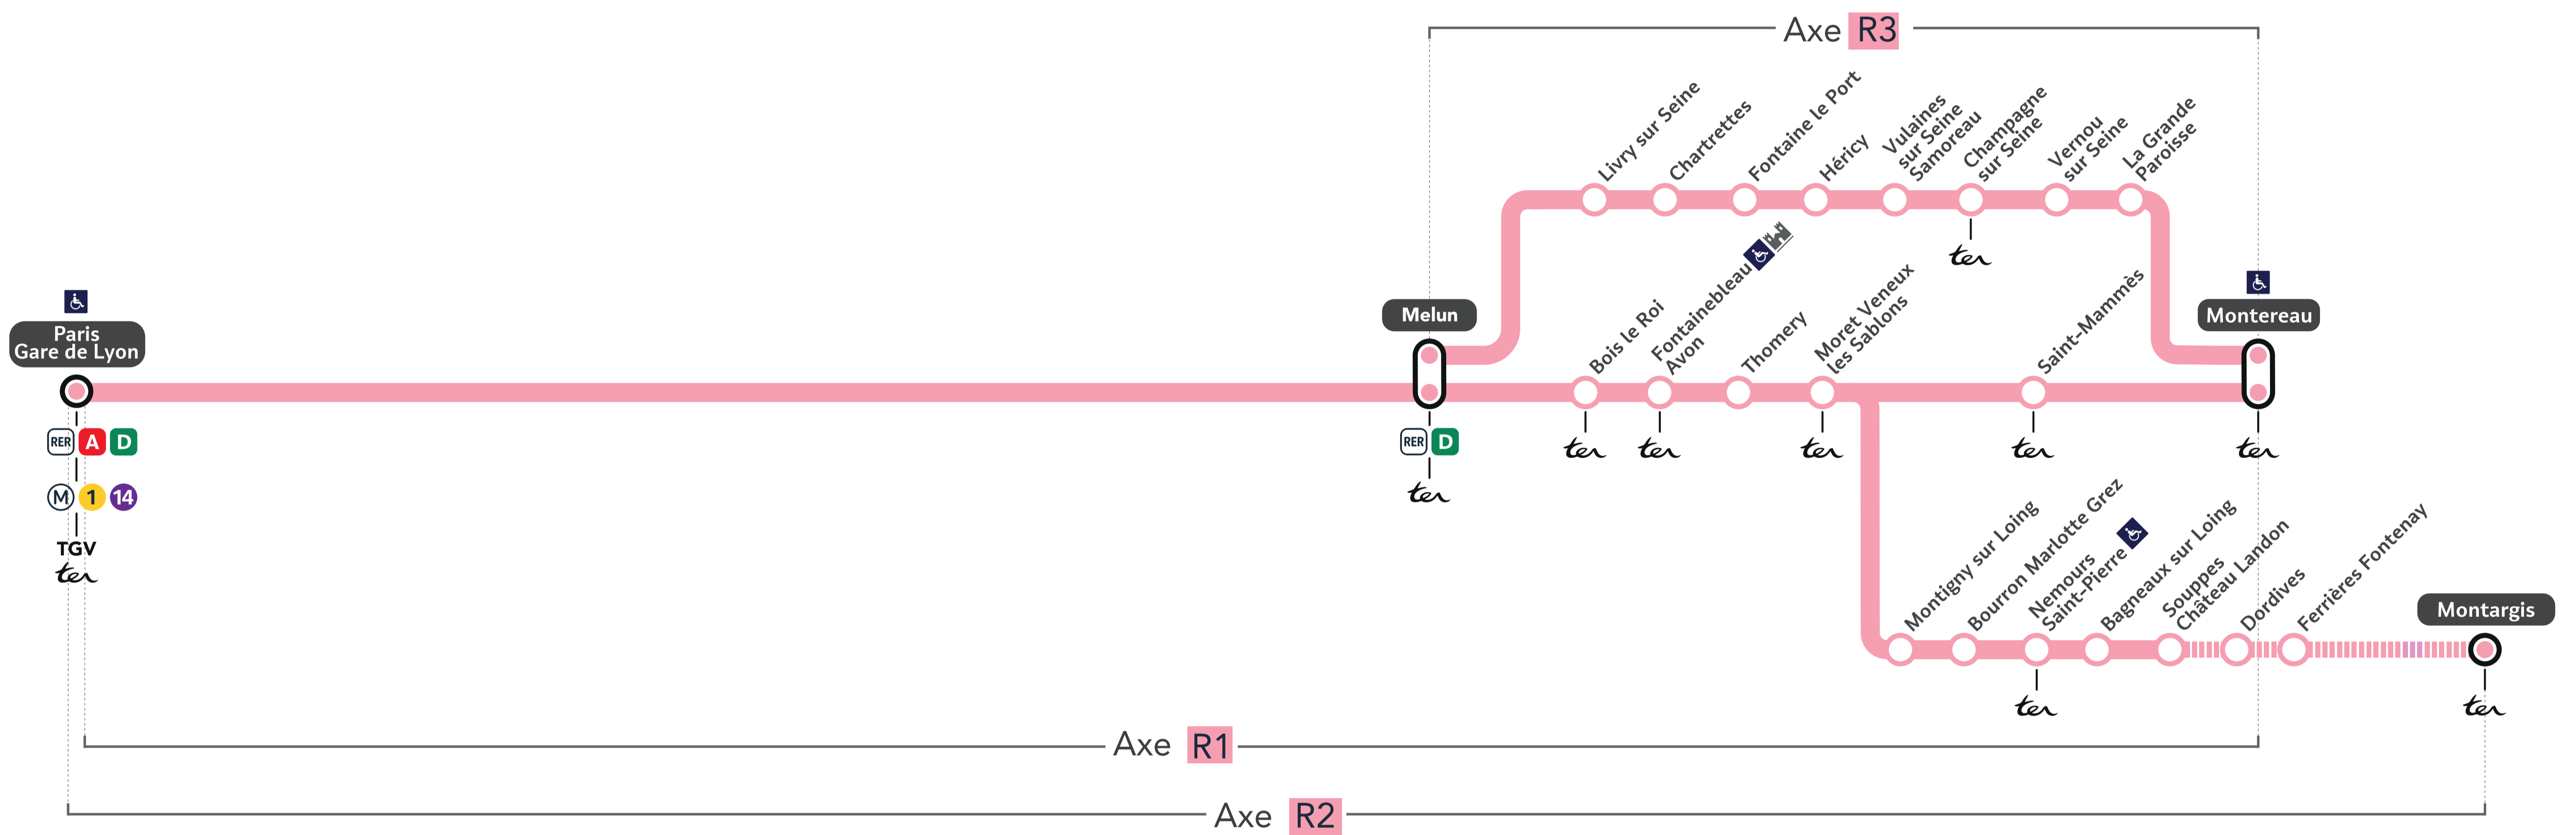 Axe R3
Livry sur Seine
Chartrettes
Fontaine le Port
Héricy
Vulaines
sur Seine
Samoreau
Champagne
sur Seine
Vernou
sur Seine
La Grande
Paroisse
ter
Paris
Gare de Lyon
RER A D
M 1 14
TGV
ter
Melun
RER D
ter
Bois le Roi
ter
Fontainebleau
Avon
ter
Thomery
Moret Veneux
les Sablons
ter
Saint-Mammès
ter
Montereau
ter
Montigny sur Loing
Bourron Marlotte Grez
Nemours
Saint-Pierre
ter
Bagneaux sur Loing
Souppes
Château Landon
Dordives
Ferrières Fontenay
Montargis
ter
Axe R1
Axe R2